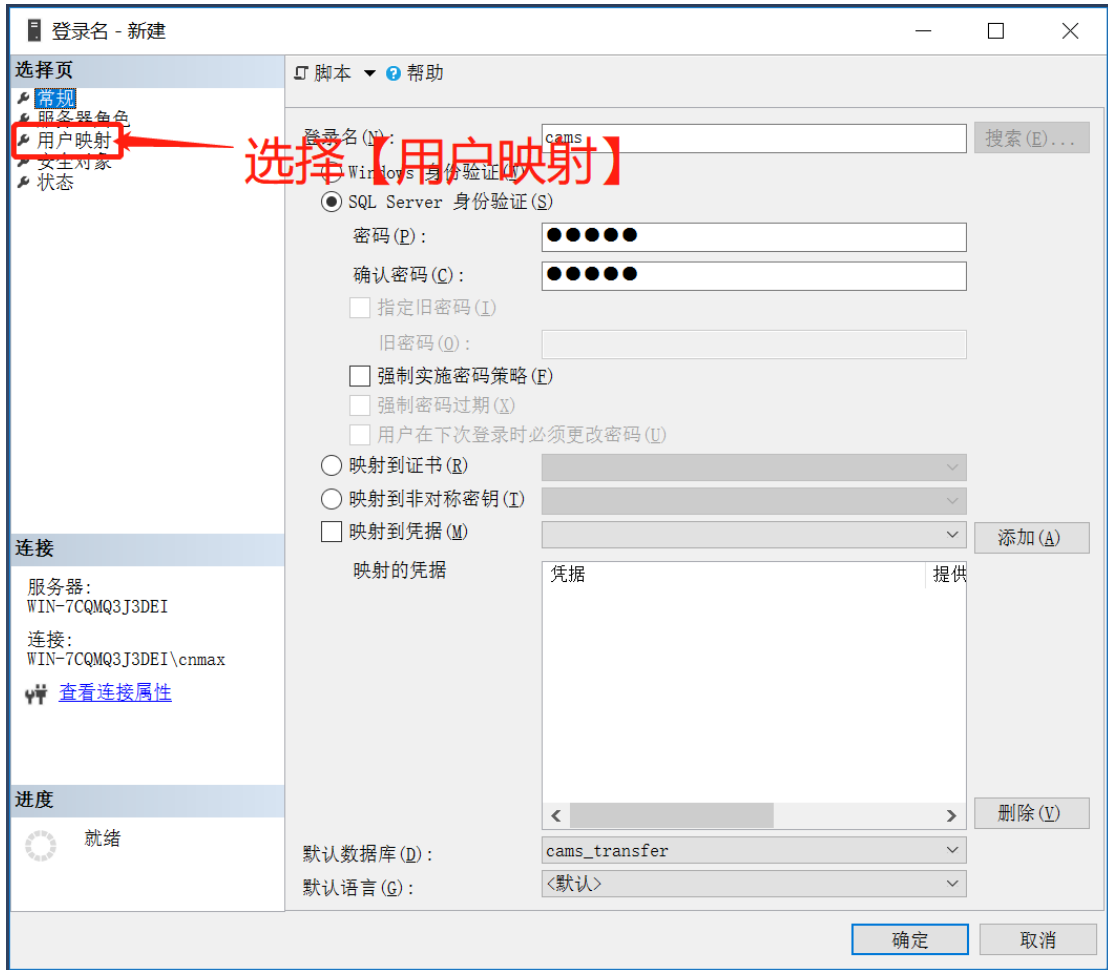 登录名 - 新建
选择页
常规
服务器角色
用户映射
安全对象
状态
脚本 帮助
登录名(N): cams 搜索(E)...
选择【用户映射】
Windows 身份验证(W)
SQL Server 身份验证(S)
密码(P): ●●●●●
确认密码(C): ●●●●●
指定旧密码(I)
旧密码(O):
强制实施密码策略(F)
强制密码过期(X)
用户在下次登录时必须更改密码(U)
映射到证书(R)
映射到非对称密钥(T)
映射到凭据(M) 添加(A)
映射的凭据 凭据 提供
删除(V)
默认数据库(D): cams_transfer
默认语言(G): <默认>
连接
服务器:
WIN-7CQMQ3J3DEI
连接:
WIN-7CQMQ3J3DEI\cnmax
查看连接属性
进度
就绪
确定 取消